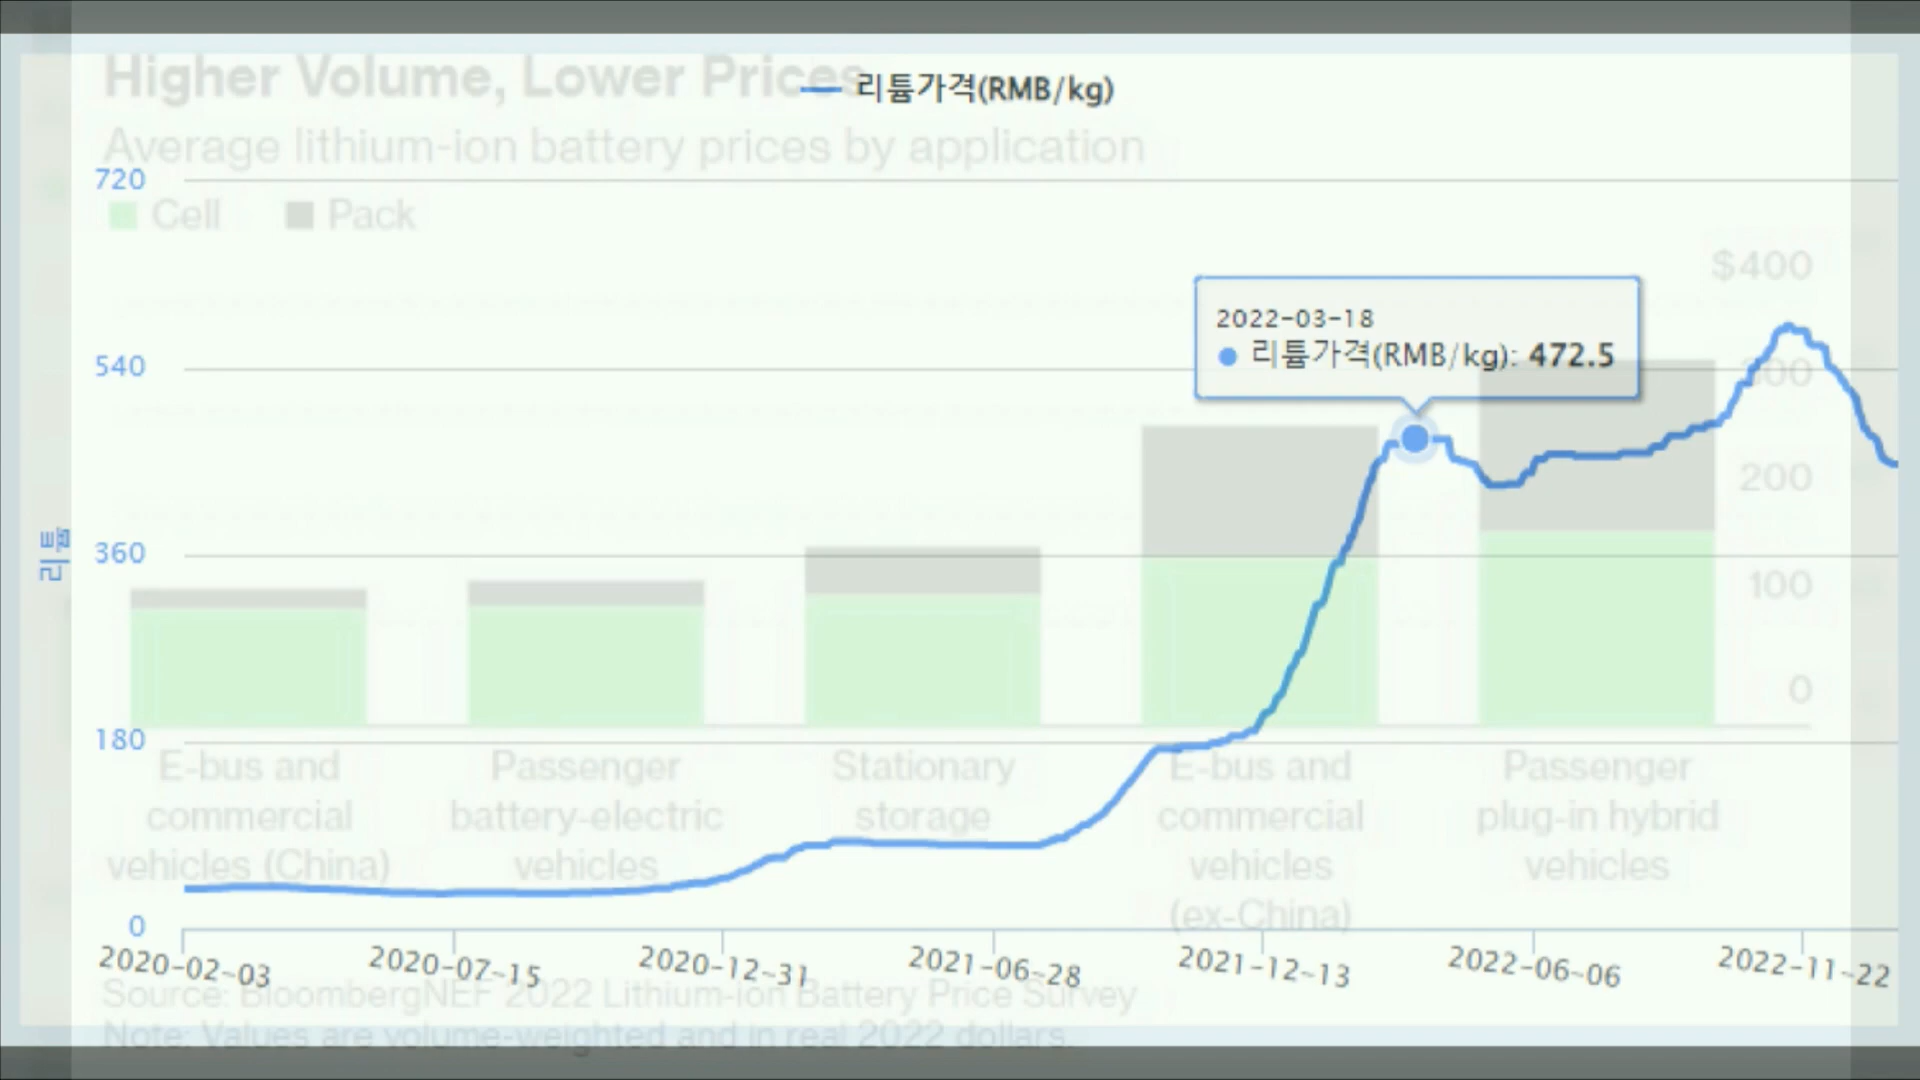 Higher Volume, Lower Prices
리튬가격(RMB/kg)
Average lithium-ion battery prices by application
720
Cell
Pack
$400
2022-03-18
리튬가격(RMB/kg): 472.5
540
300
200
리튬
360
100
0
180
E-bus and
commercial
vehicles (China)
Passenger
battery-electric
vehicles
Stationary
storage
E-bus and
commercial
vehicles
(ex-China)
Passenger
plug-in hybrid
vehicles
0
2020-02-03
2020-07-15
2020-12-31
2021-06-28
2021-12-13
2022-06-06
2022-11-22
Source: BloombergNEF 2022 Lithium-ion Battery Price Survey
Note: Values are volume-weighted and in real 2022 dollars.